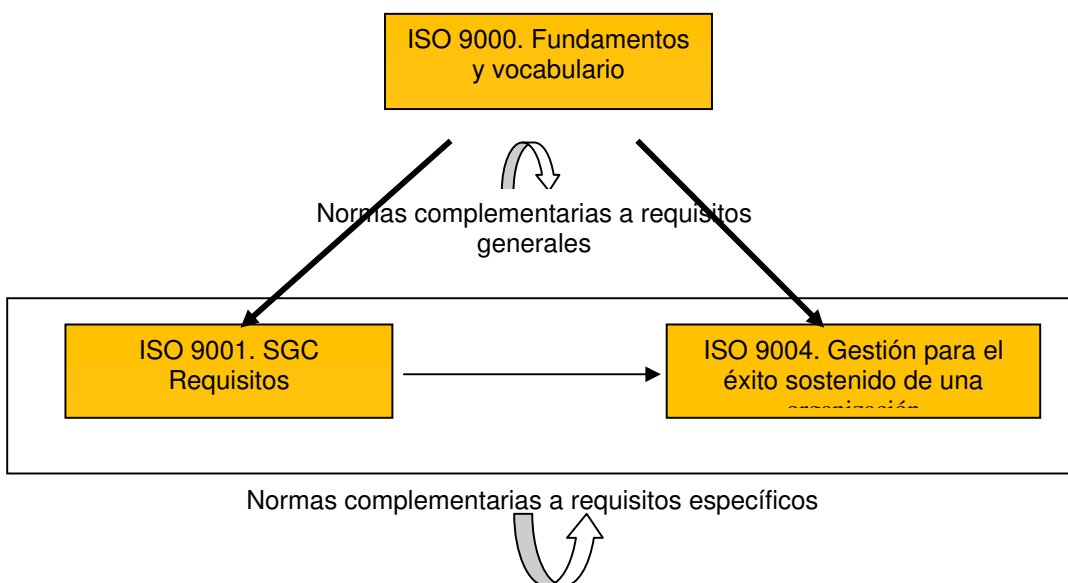 ISO 9000. Fundamentos
y vocabulario
Normas complementarias a requisitos
generales
ISO 9001. SGC
Requisitos
ISO 9004. Gestión para el
éxito sostenido de una
organización
Normas complementarias a requisitos específicos